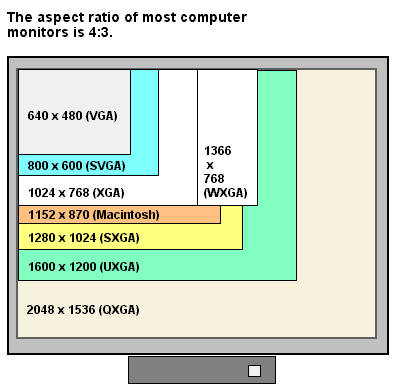 The aspect ratio of most computer
monitors is 4:3.
640 x 480 (VGA)
800 x 600 (SVGA)
1024 x 768 (XGA)
1366
x
768
(WXGA)
1152 x 870 (Macintosh)
1280 x 1024 (SXGA)
1600 x 1200 (UXGA)
2048 x 1536 (QXGA)